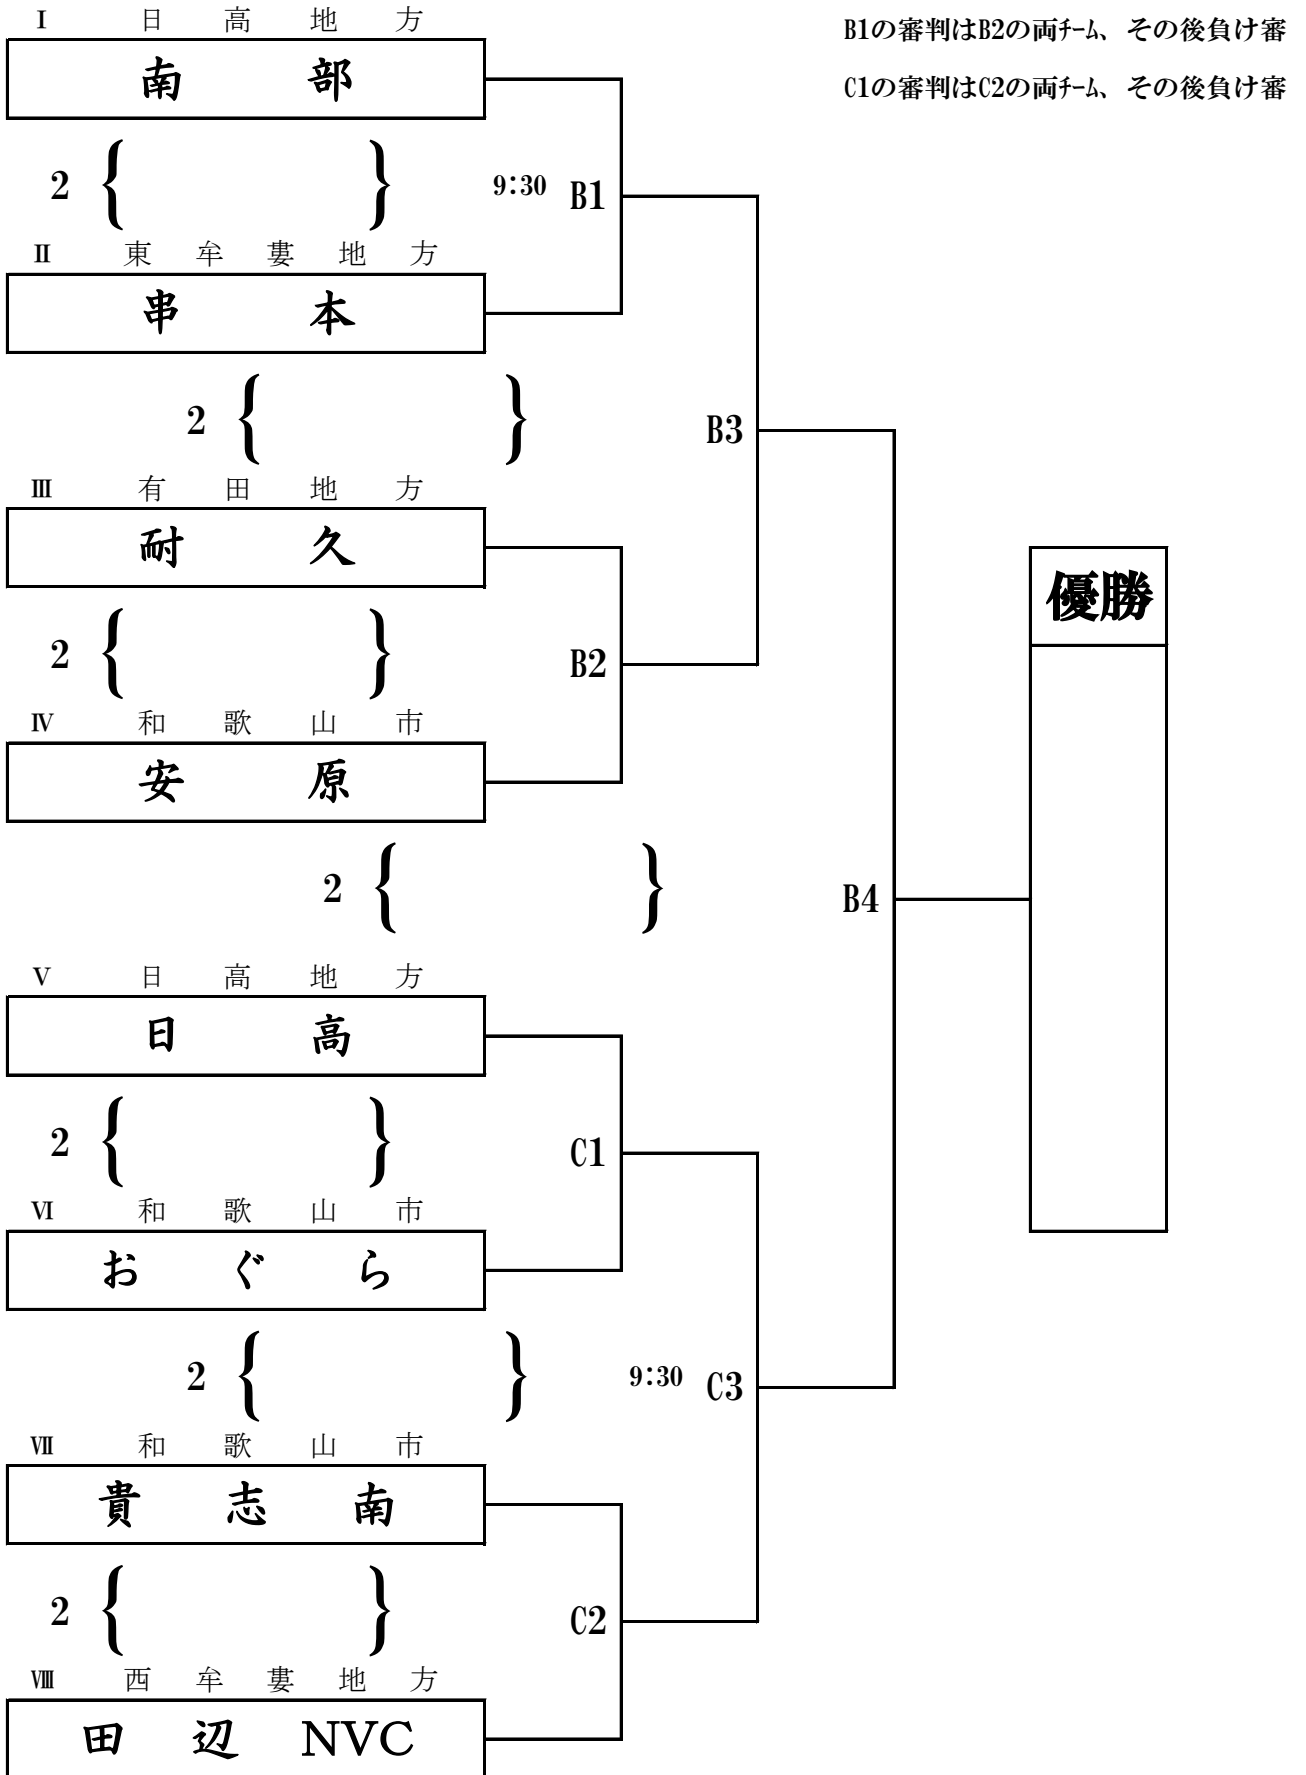 Ⅰ 日高地方
B1の審判はB2の両ﾁｰﾑ、その後負け審
南部
C1の審判はC2の両ﾁｰﾑ、その後負け審
2 { } 9:30 B1
Ⅱ 東牟婁地方
串本
2 { } B3
Ⅲ 有田地方
耐久
優勝
2 { } B2
Ⅳ 和歌山市
安原
2 { } B4
Ⅴ 日高地方
日高
2 { } C1
Ⅵ 和歌山市
おぐら
2 { } 9:30 C3
Ⅶ 和歌山市
貴志南
2 { } C2
Ⅷ 西牟婁地方
田辺NVC